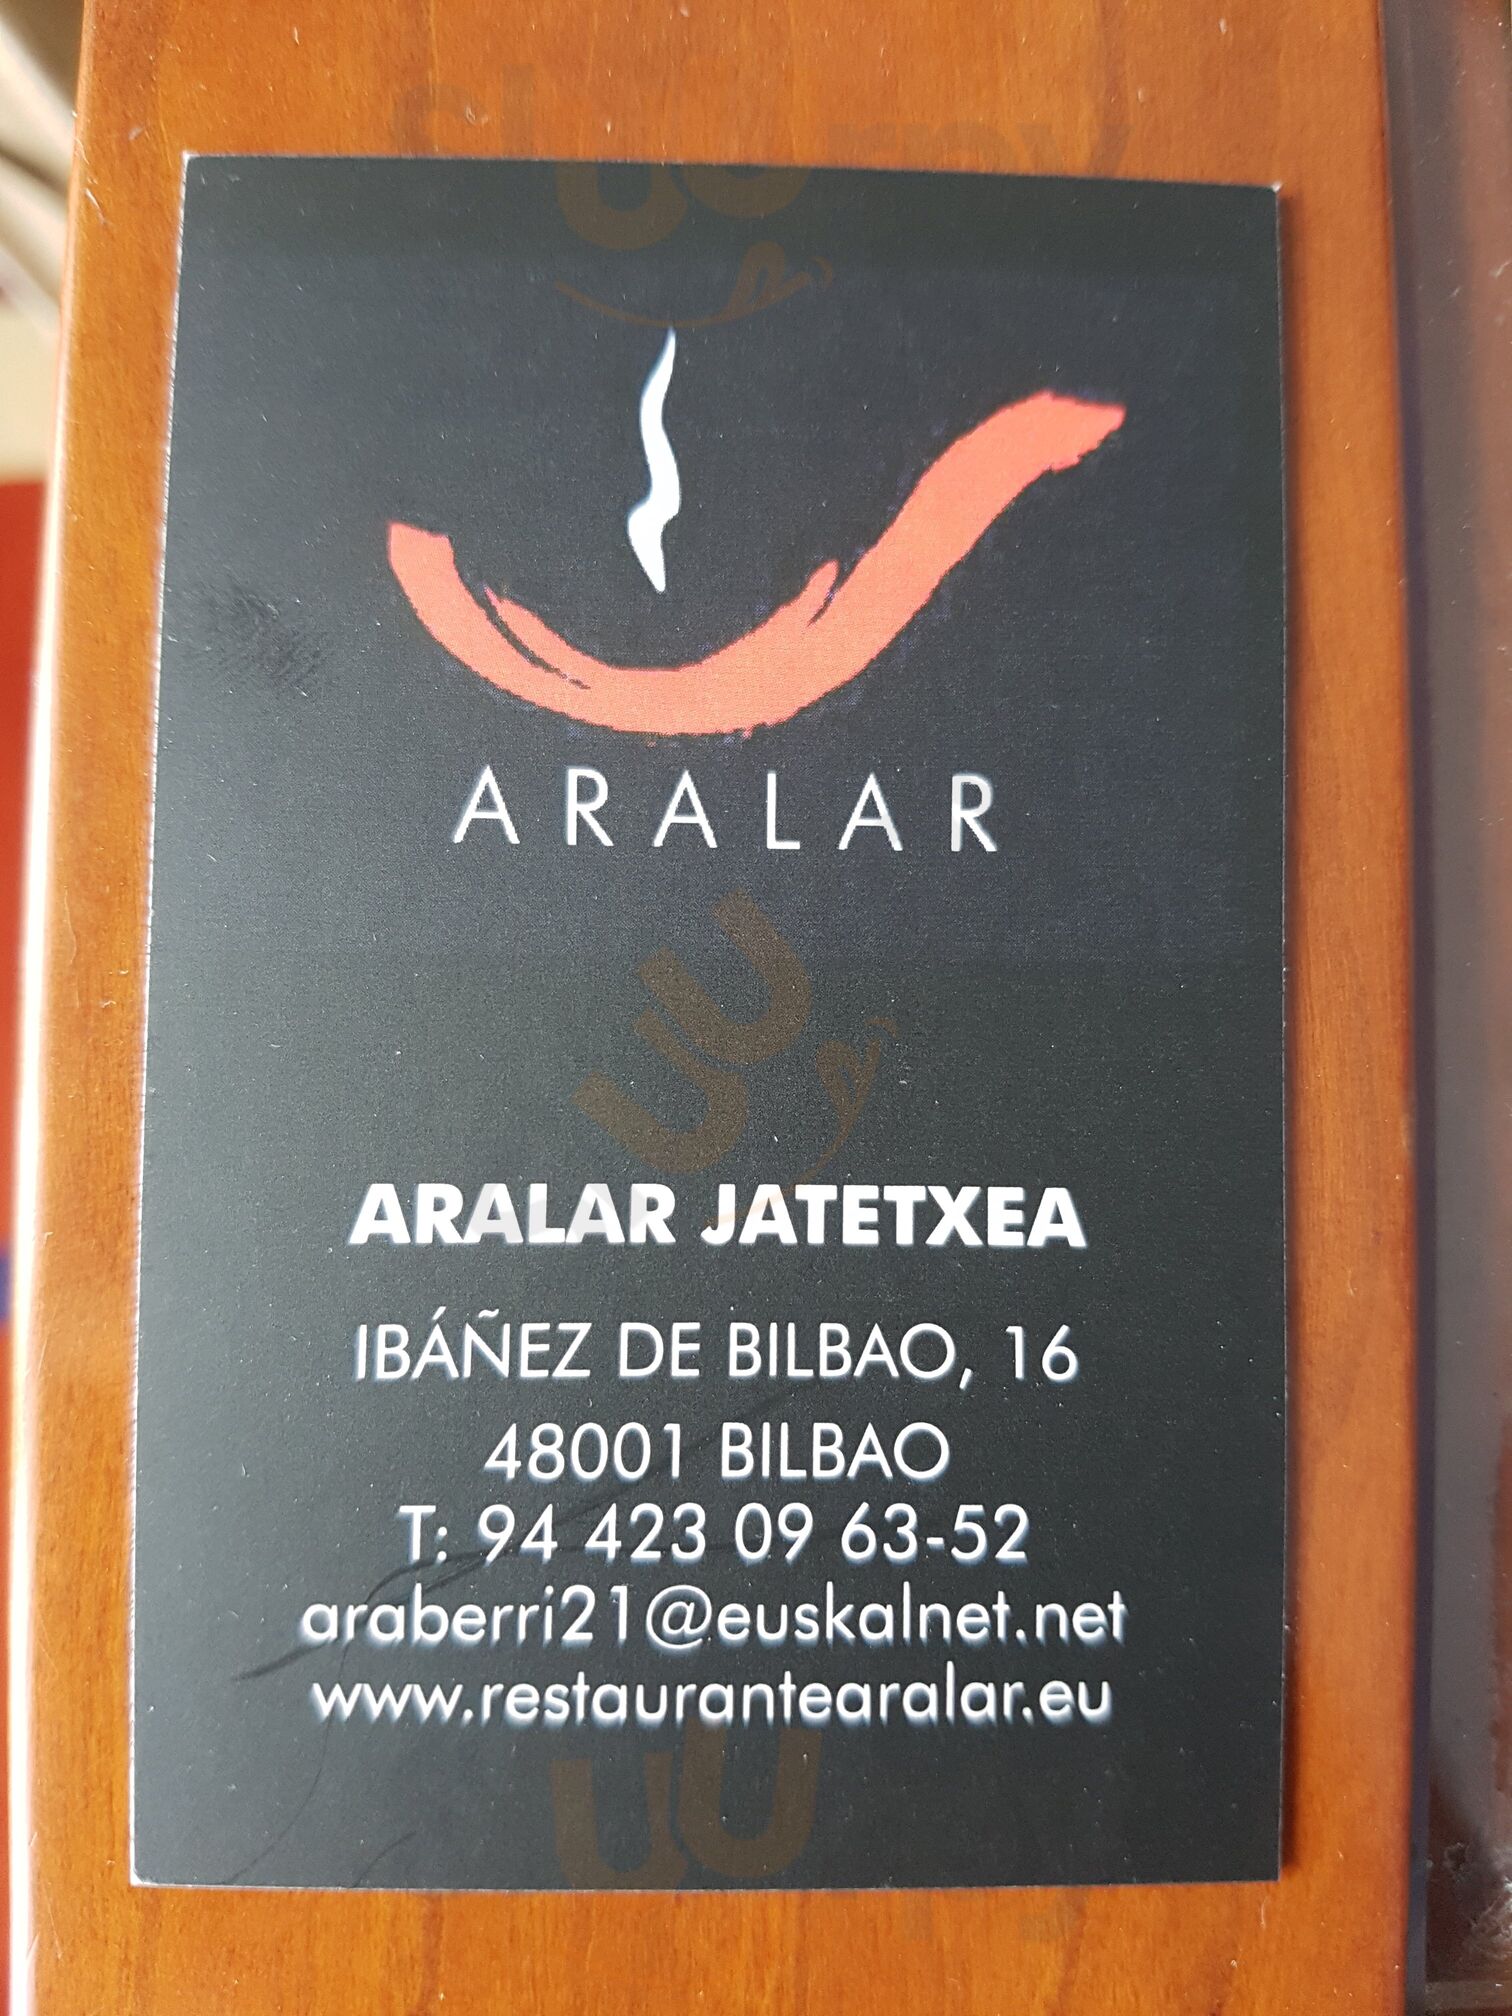 ARALAR
ARALAR JATETXEA
IBÁÑEZ DE BILBAO, 16
48001 BILBAO
T: 94 423 09 63-52
araberri21@euskalnet.net
www.restaurantearalar.eu